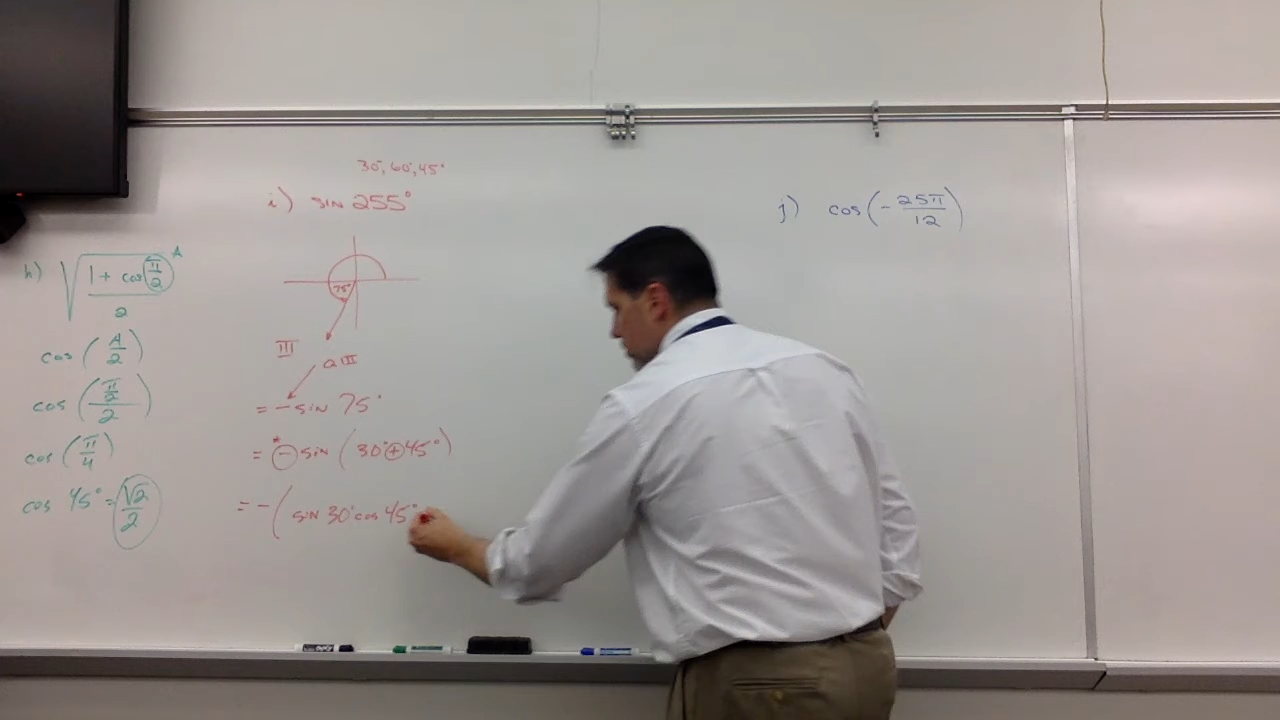 h) √((1 + cos π/2)/2) A
cos (A/2)
cos ((π/2)/2)
cos (π/4)
cos 45° = √2/2
30°, 60°, 45°
i) sin 255°
75°
III
QIII
= - sin 75°
= - sin (30° + 45°)
= - ( sin 30° cos 45°
j) cos (- 25π/12)